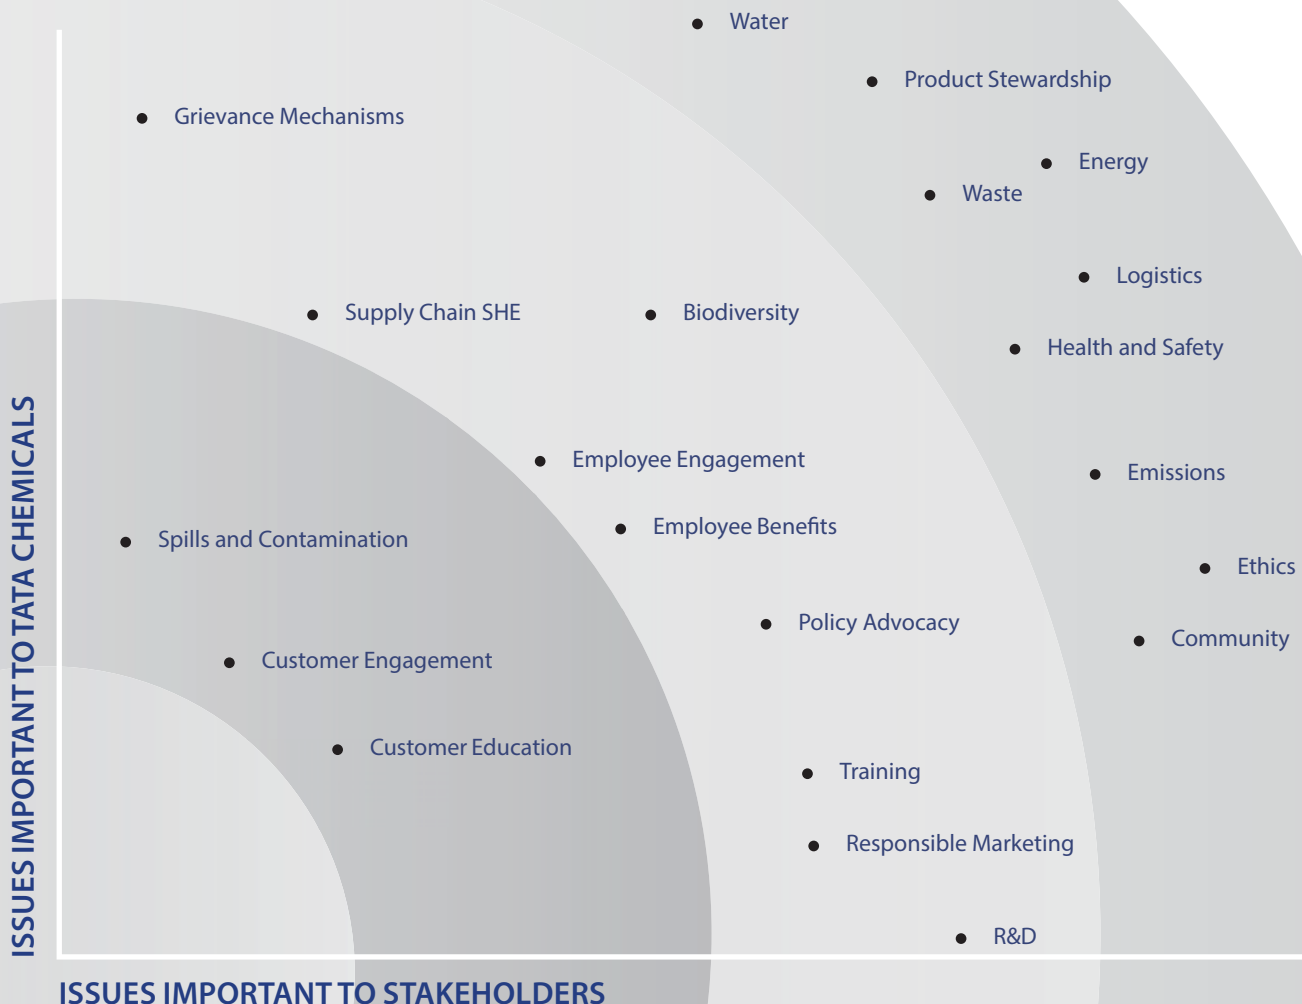 Water
Product Stewardship
Grievance Mechanisms
Energy
Waste
Logistics
Supply Chain SHE
Biodiversity
Health and Safety
Employee Engagement
Emissions
Employee Benefits
Spills and Contamination
Ethics
Policy Advocacy
Community
Customer Engagement
Customer Education
Training
Responsible Marketing
R&D
ISSUES IMPORTANT TO TATA CHEMICALS
ISSUES IMPORTANT TO STAKEHOLDERS